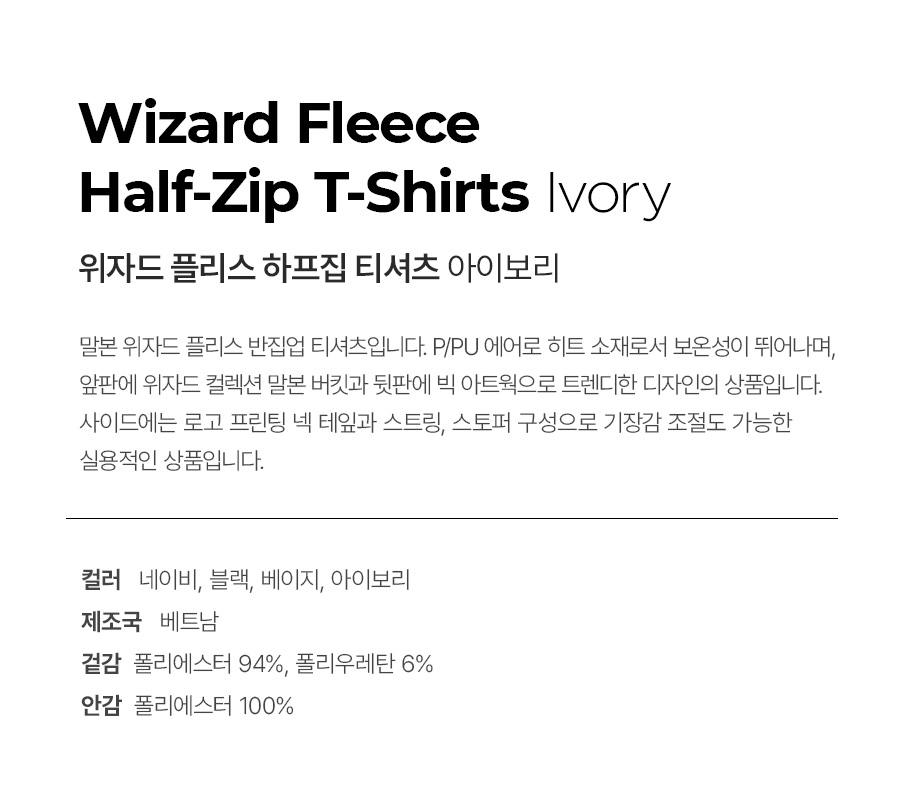 Wizard Fleece
Half-Zip T-Shirts Ivory
위자드 플리스 하프집 티셔츠 아이보리
말본 위자드 플리스 반집업 티셔츠입니다. P/PU 에어로 히트 소재로서 보온성이 뛰어나며,
앞판에 위자드 컬렉션 말본 버킷과 뒷판에 빅 아트웍으로 트렌디한 디자인의 상품입니다.
사이드에는 로고 프린팅 넥 테잎과 스트링, 스토퍼 구성으로 기장감 조절도 가능한
실용적인 상품입니다.
컬러 네이비, 블랙, 베이지, 아이보리
제조국 베트남
겉감 폴리에스터 94%, 폴리우레탄 6%
안감 폴리에스터 100%